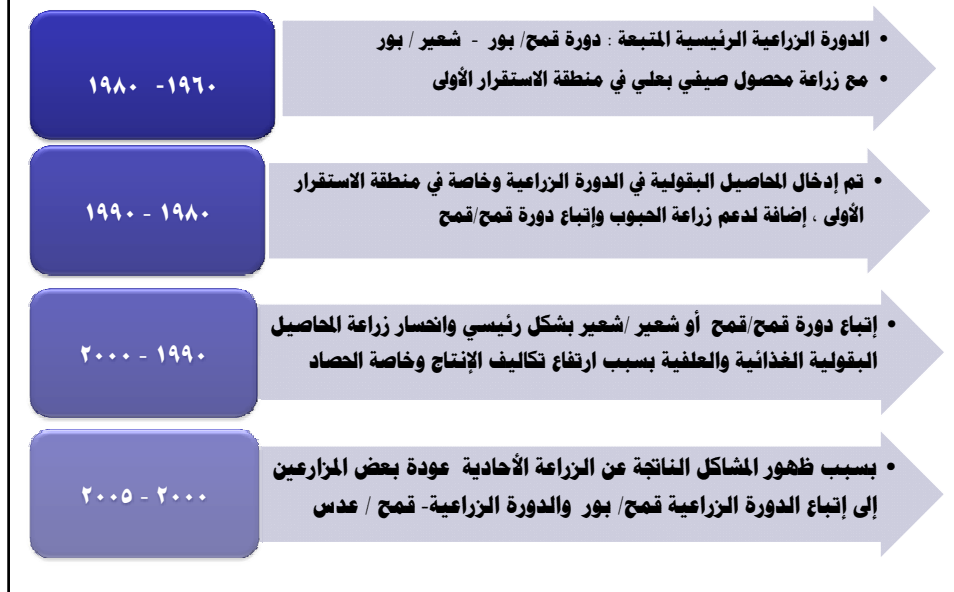 ١٩٦٠- ١٩٨٠
• الدورة الزراعية الرئيسية المتبعة : دورة قمح/ بور - شعير / بور
• مع زراعة محصول صيفي بعلي في منطقة الاستقرار الأولى
١٩٨٠ - ١٩٩٠
• تم إدخال المحاصيل البقولية في الدورة الزراعية وخاصة في منطقة الاستقرار
الأولى ، إضافة لدعم زراعة الحبوب وإتباع دورة قمح/قمح
١٩٩٠ - ٢٠٠٠
• إتباع دورة قمح/قمح أو شعير /شعير بشكل رئيسي وانحسار زراعة المحاصيل
البقولية الغذائية والعلفية بسبب ارتفاع تكاليف الإنتاج وخاصة الحصاد
٢٠٠٠ - ٢٠٠٥
• بسبب ظهور المشاكل الناتجة عن الزراعة الأحادية عودة بعض المزارعين
إلى إتباع الدورة الزراعية قمح/ بور والدورة الزراعية- قمح / عدس